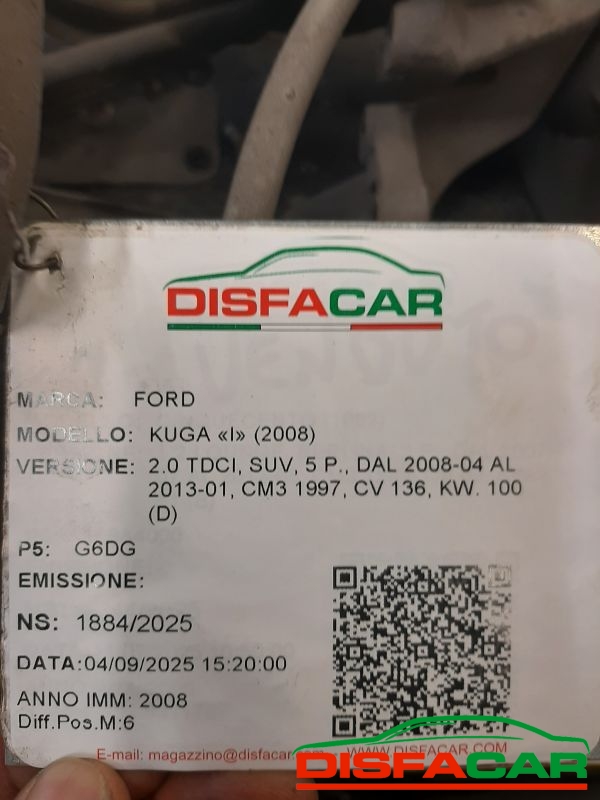 DISFACAR
MARCA: FORD
MODELLO: KUGA «I» (2008)
VERSIONE: 2.0 TDCI, SUV, 5 P., DAL 2008-04 AL
2013-01, CM3 1997, CV 136, KW. 100
(D)
P5: G6DG
EMISSIONE:
NS: 1884/2025
DATA:04/09/2025 15:20:00
ANNO IMM: 2008
Diff.Pos.M:6
E-mail: magazzino@disfacar.com WWW.DISFACAR.COM
DISFACAR